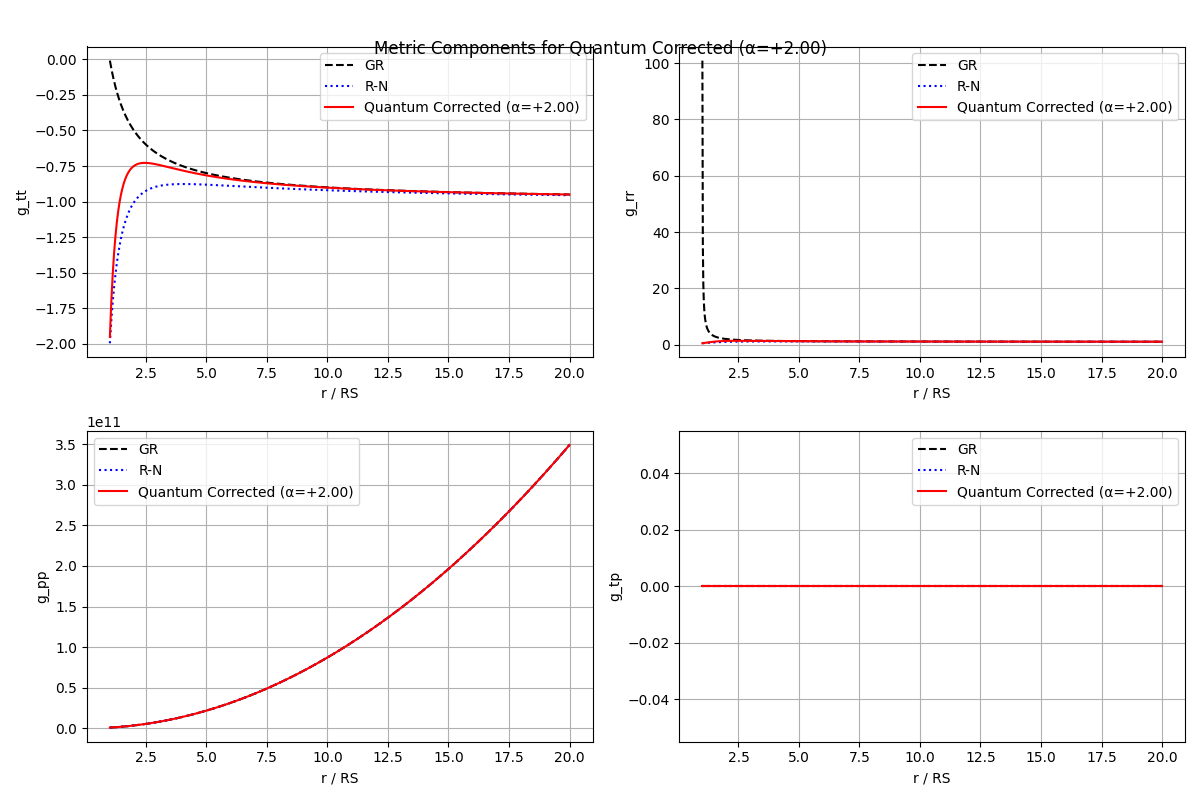 Metric Components for Quantum Corrected (α=+2.00)
0.00
−0.25
−0.50
−0.75
−1.00
−1.25
−1.50
−1.75
−2.00
g_tt
GR
R-N
Quantum Corrected (α=+2.00)
2.5 5.0 7.5 10.0 12.5 15.0 17.5 20.0
r / RS
100
80
60
40
20
0
g_rr
GR
R-N
Quantum Corrected (α=+2.00)
2.5 5.0 7.5 10.0 12.5 15.0 17.5 20.0
r / RS
1e11
3.5
3.0
2.5
2.0
1.5
1.0
0.5
0.0
g_pp
GR
R-N
Quantum Corrected (α=+2.00)
2.5 5.0 7.5 10.0 12.5 15.0 17.5 20.0
r / RS
0.04
0.02
0.00
−0.02
−0.04
g_tp
GR
R-N
Quantum Corrected (α=+2.00)
2.5 5.0 7.5 10.0 12.5 15.0 17.5 20.0
r / RS